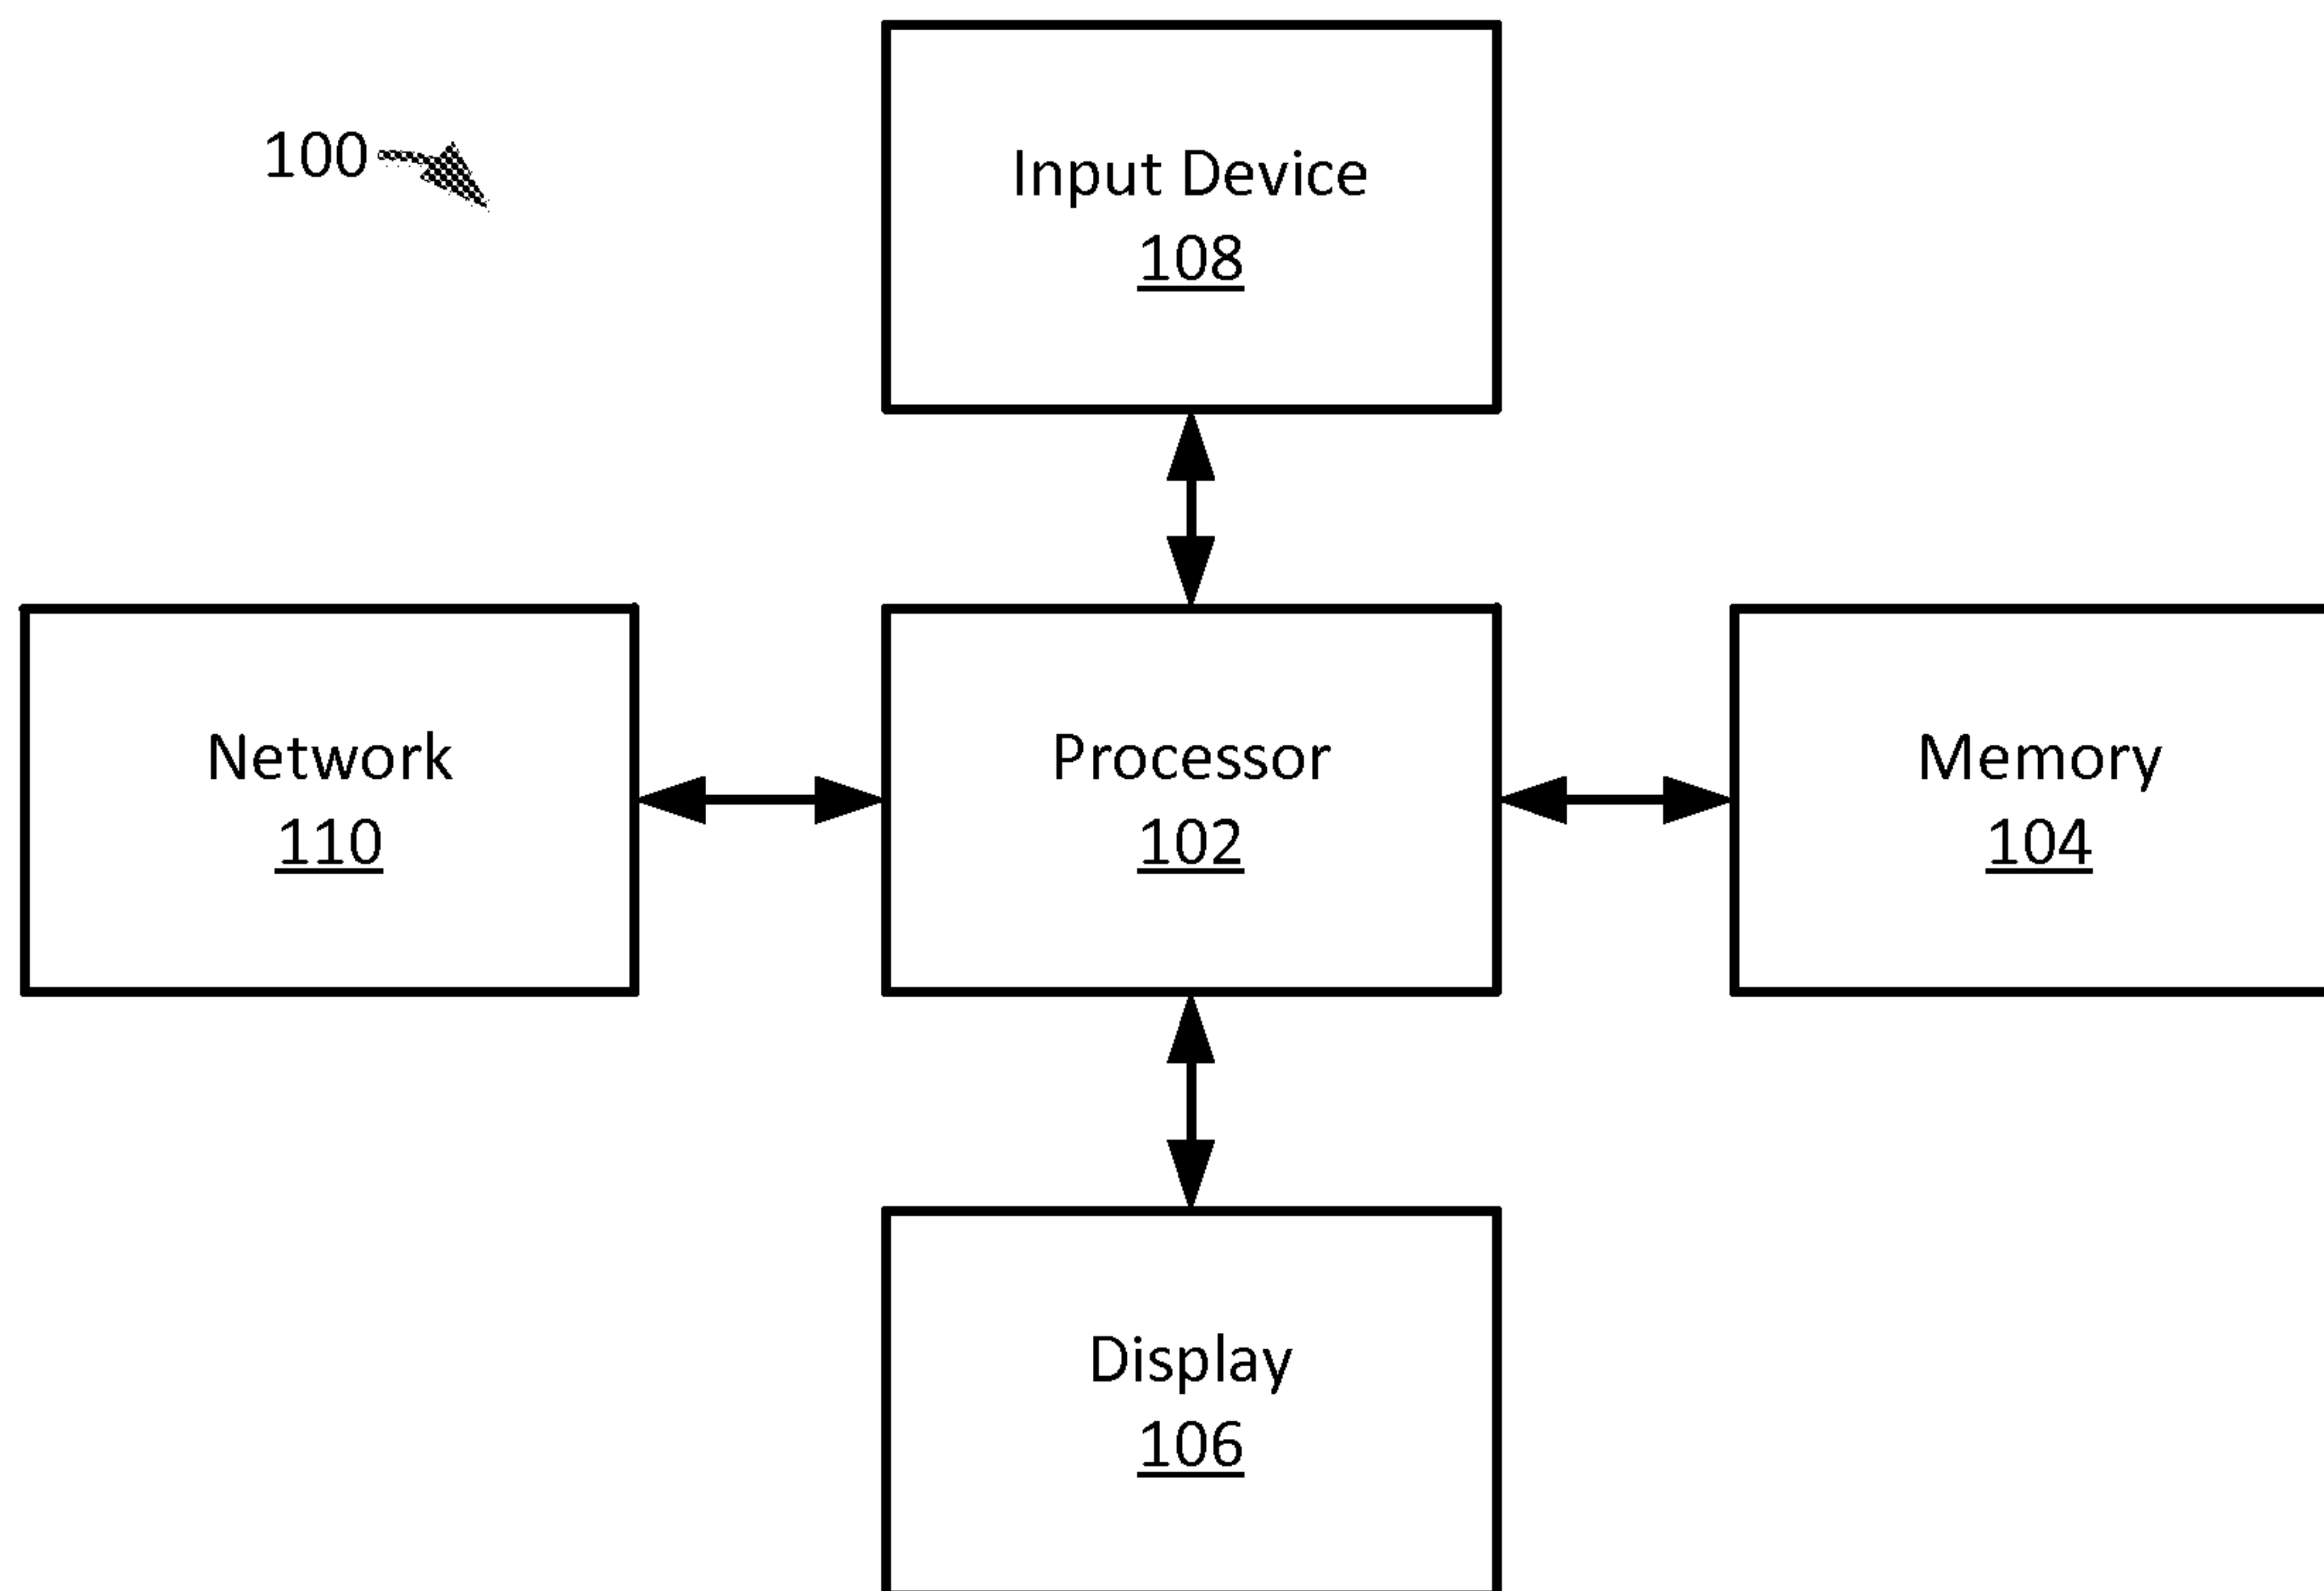 100
Input Device
108
Network
110
Processor
102
Memory
104
Display
106